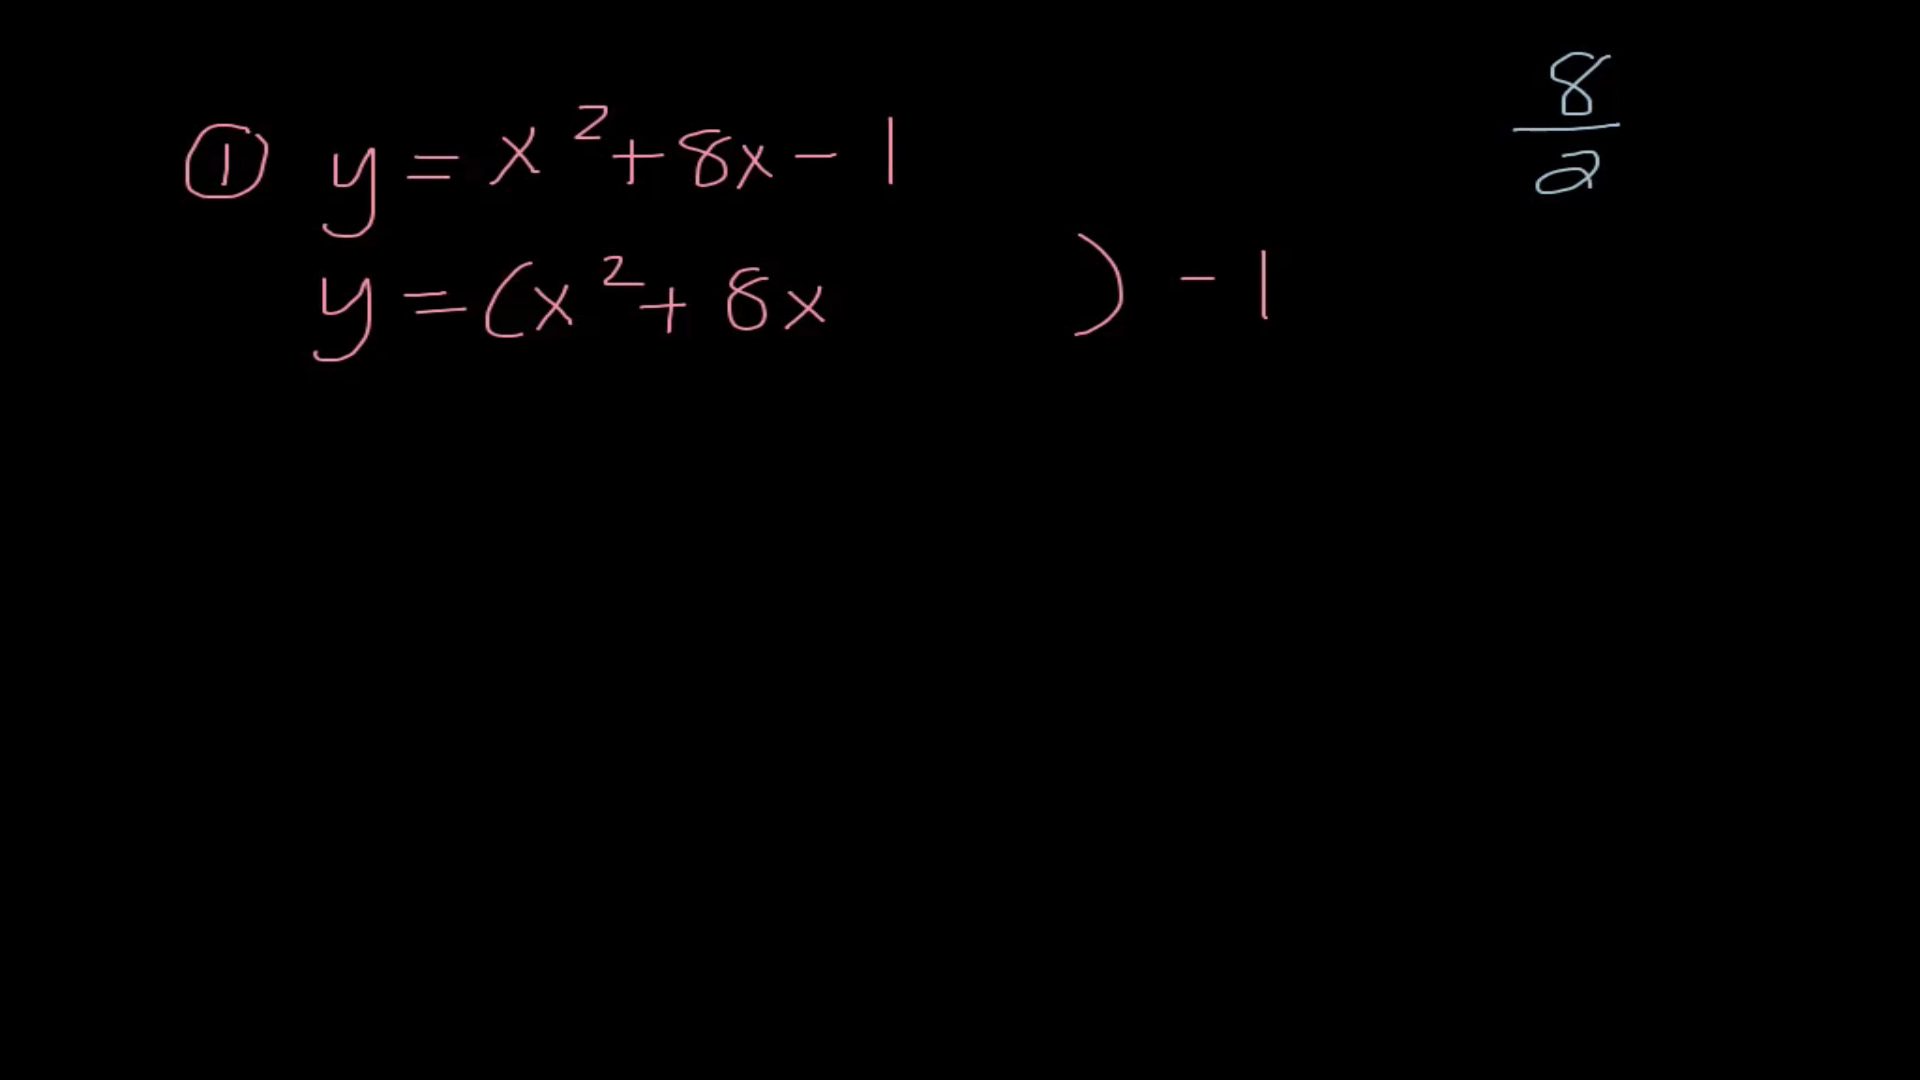 ① y = x² + 8x - 1
y = (x² + 8x ) - 1
8/2